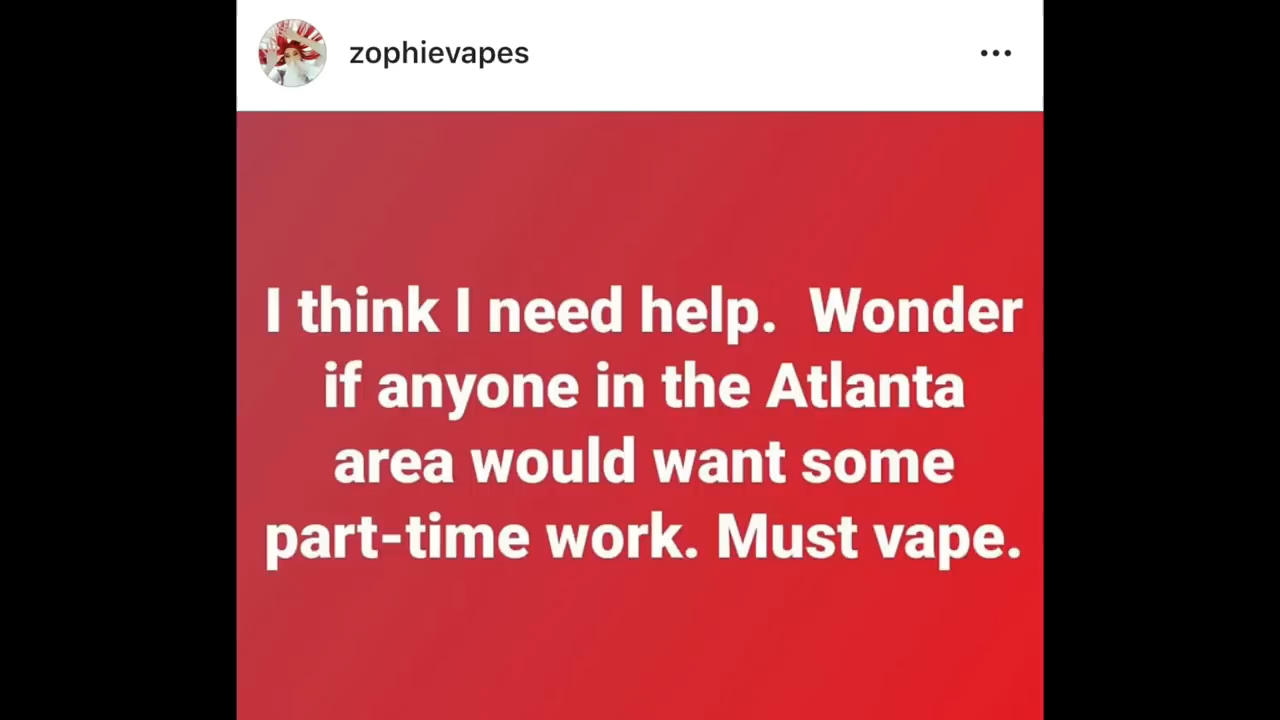 zophievapes
I think I need help. Wonder
if anyone in the Atlanta
area would want some
part-time work. Must vape.